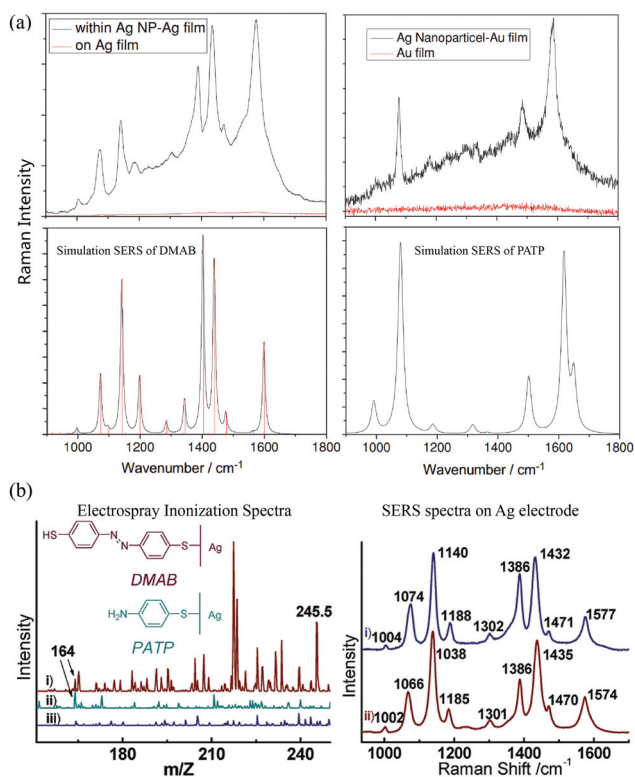 (a)
within Ag NP-Ag film
on Ag film
Ag Nanoparticel-Au film
Au film
Raman Intensity
Simulation SERS of DMAB
Simulation SERS of PATP
1000 1200 1400 1600 1800
1000 1200 1400 1600 1800
Wavenumber / cm-1
Wavenumber / cm-1
(b)
Electrospray Inonization Spectra
SERS spectra on Ag electrode
HS
N
N
S
Ag
DMAB
H2N
S
Ag
PATP
245.5
164
i)
ii)
iii)
Intensity
180 210 240
m/Z
1140
1432
1386
1074
1188
1302
1471
1577
i)
1004
1038
1435
1386
1066
1185
1301
1470
1574
ii)
1002
Intensity
1000 1200 1400 1600
Raman Shift /cm-1